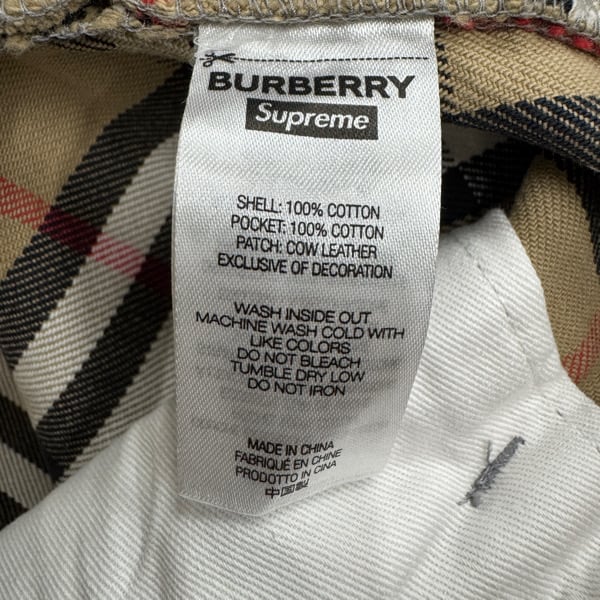 BURBERRY
Supreme
SHELL: 100% COTTON
POCKET: 100% COTTON
PATCH: COW LEATHER
EXCLUSIVE OF DECORATION
WASH INSIDE OUT
MACHINE WASH COLD WITH
LIKE COLORS
DO NOT BLEACH
TUMBLE DRY LOW
DO NOT IRON
MADE IN CHINA
FABRIQUÉ EN CHINE
PRODOTTO IN CINA
中国製